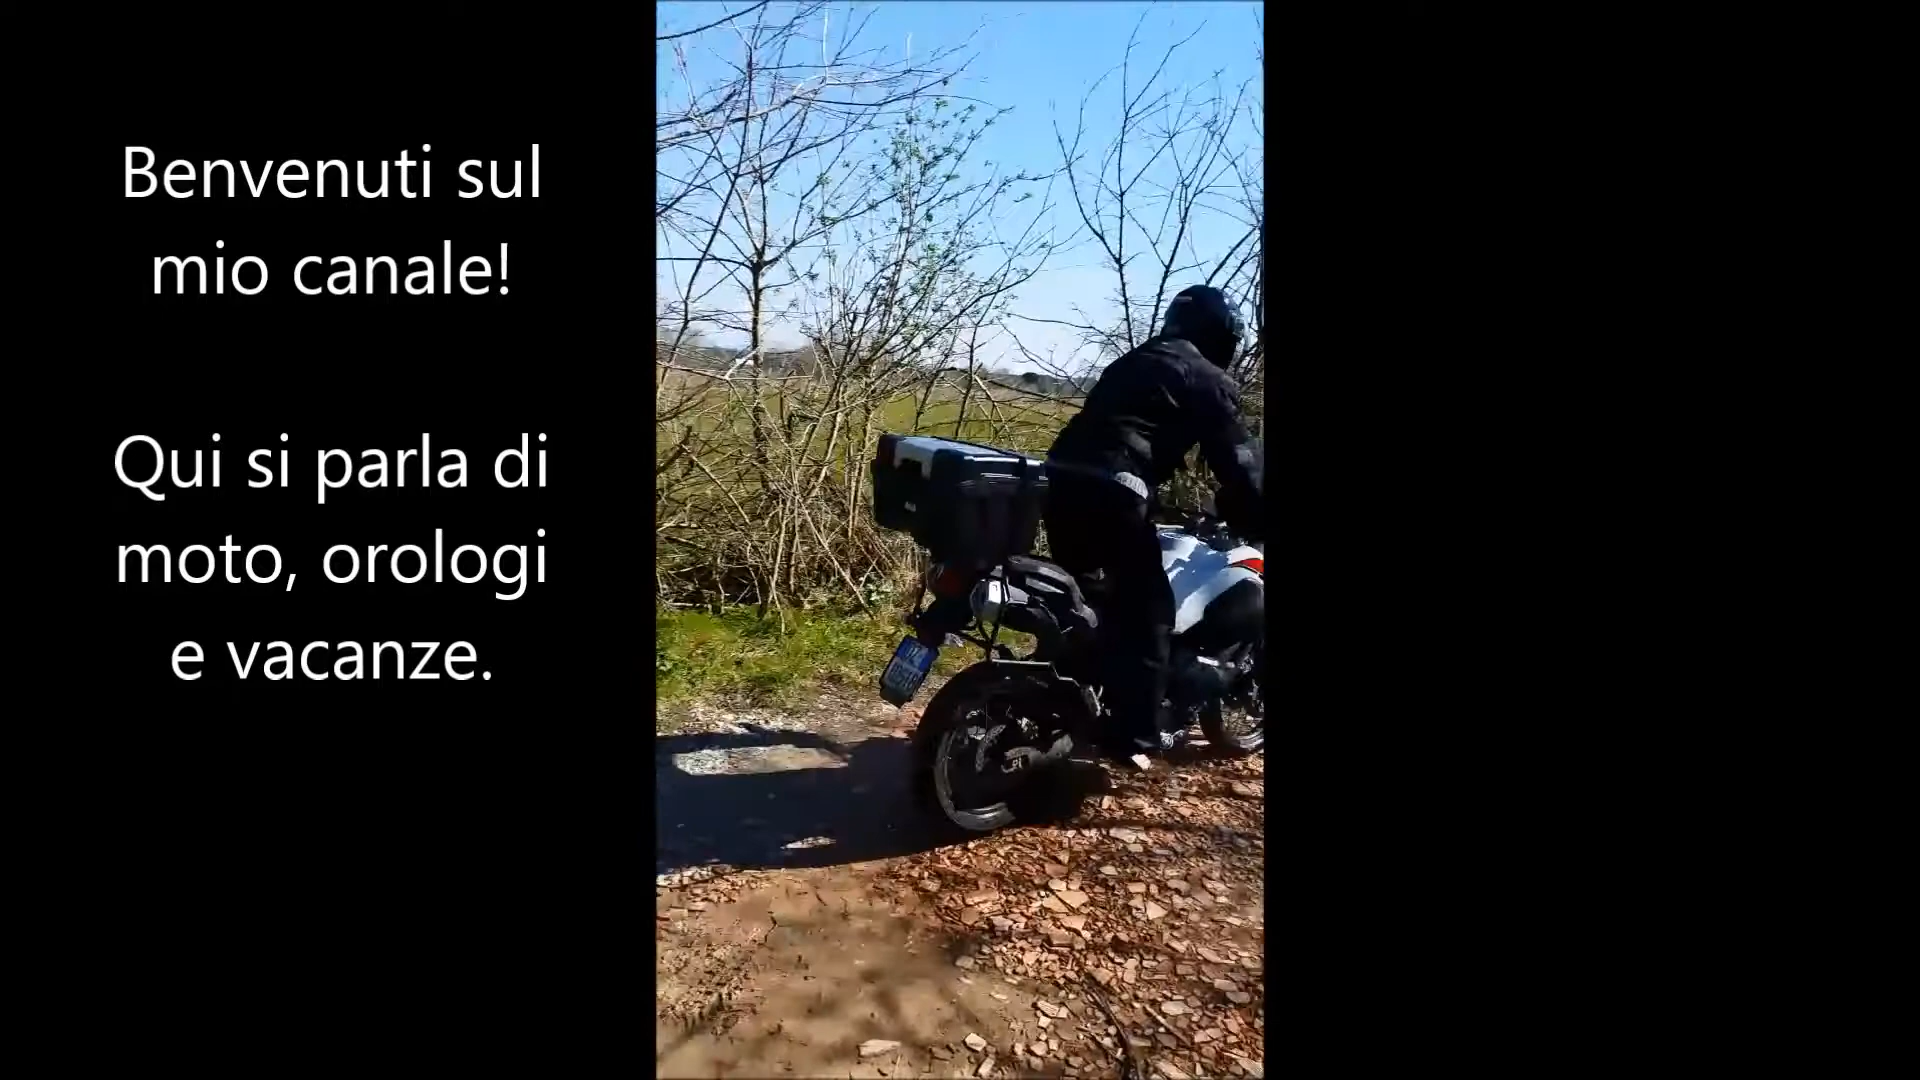 Benvenuti sul
mio canale!
Qui si parla di
moto, orologi
e vacanze.